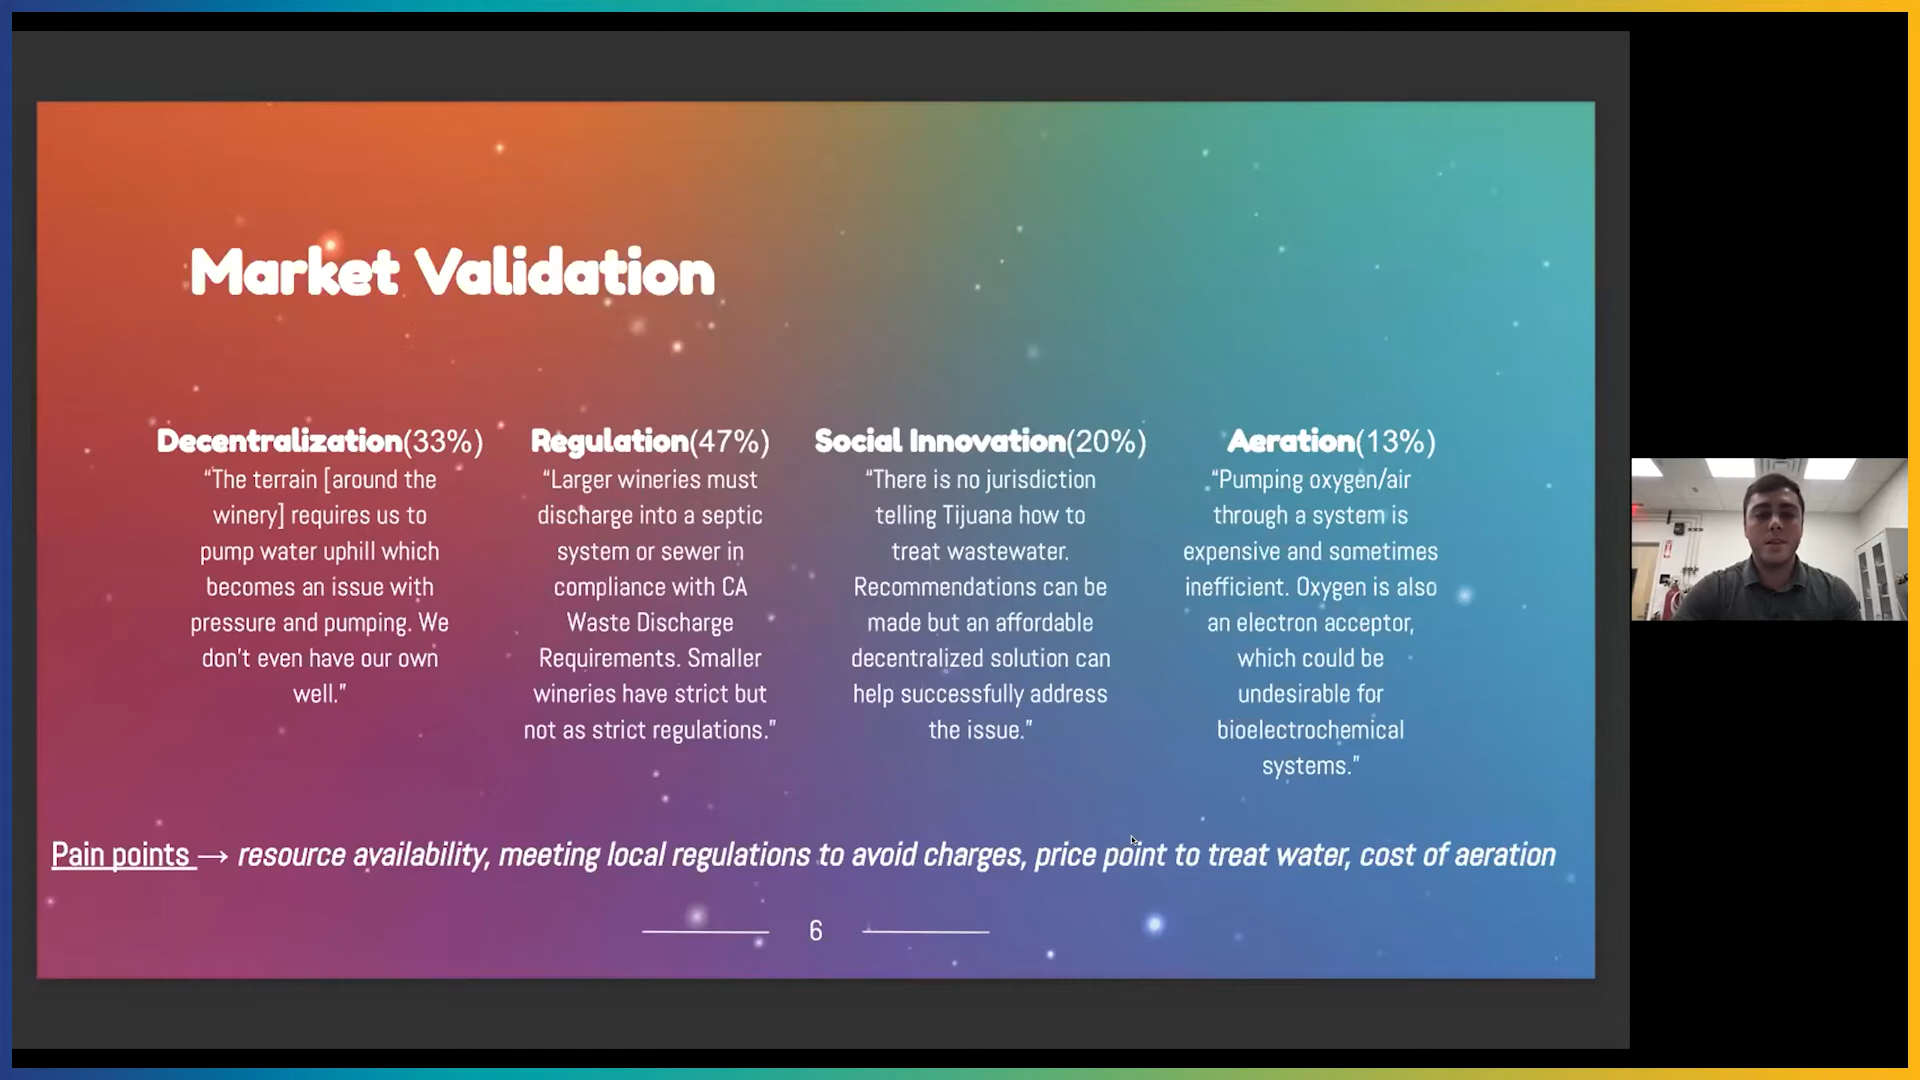 Market Validation
Decentralization(33%)
“The terrain [around the
winery] requires us to
pump water uphill which
becomes an issue with
pressure and pumping. We
don’t even have our own
well.”
Regulation(47%)
“Larger wineries must
discharge into a septic
system or sewer in
compliance with CA
Waste Discharge
Requirements. Smaller
wineries have strict but
not as strict regulations.”
Social Innovation(20%)
“There is no jurisdiction
telling Tijuana how to
treat wastewater.
Recommendations can be
made but an affordable
decentralized solution can
help successfully address
the issue.”
Aeration(13%)
“Pumping oxygen/air
through a system is
expensive and sometimes
inefficient. Oxygen is also
an electron acceptor,
which could be
undesirable for
bioelectrochemical
systems.”
Pain points → resource availability, meeting local regulations to avoid charges, price point to treat water, cost of aeration
6